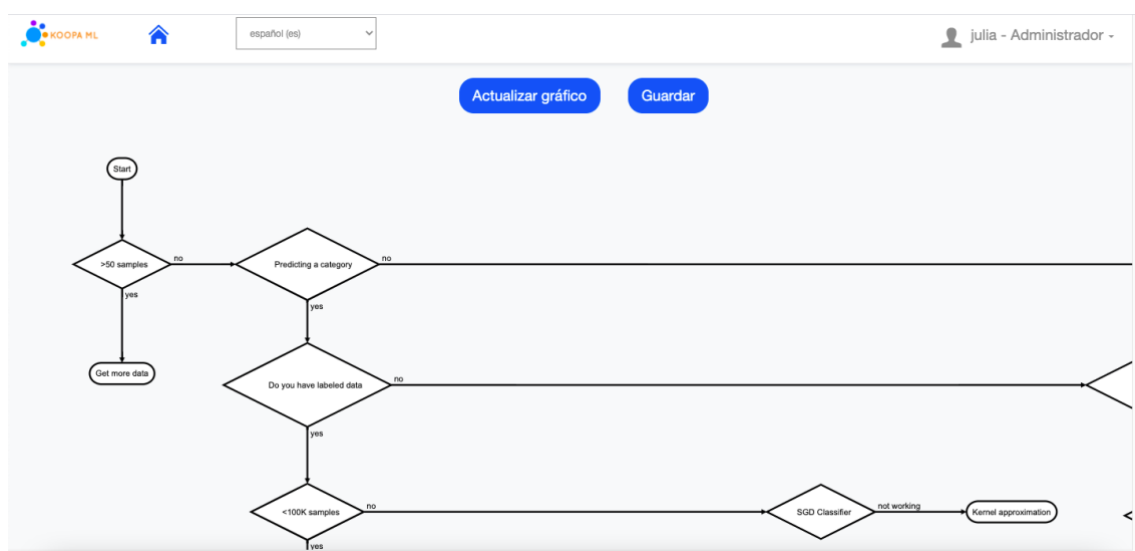 KOOPA ML
español (es)
julia - Administrador
Actualizar gráfico
Guardar
Start
>50 samples
no
Predicting a category
no
yes
yes
Get more data
Do you have labeled data
no
yes
<100K samples
no
SGD Classifier
not working
Kernel approximation
yes